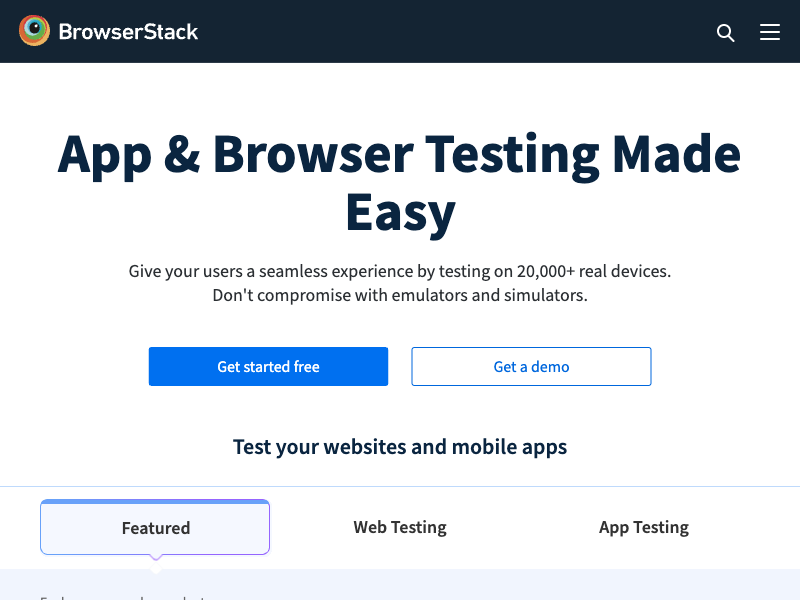 BrowserStack
App & Browser Testing Made
Easy
Give your users a seamless experience by testing on 20,000+ real devices.
Don't compromise with emulators and simulators.
Get started free
Get a demo
Test your websites and mobile apps
Featured
Web Testing
App Testing